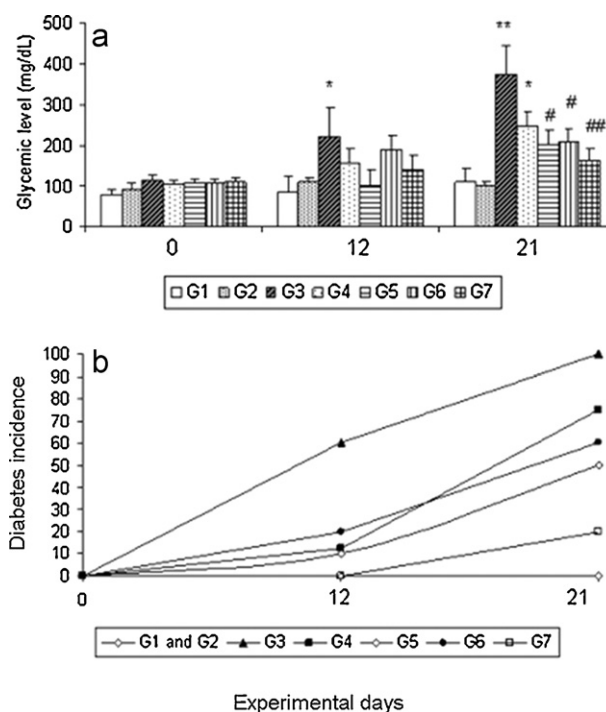 a
Glycemic level (mg/dL)
500
400
300
200
100
0
*
**
*
#
#
##
0 12 21
G1 G2 G3 G4 G5 G6 G7
b
Diabetes incidence
100
90
80
70
60
50
40
30
20
10
0
0 12 21
G1 and G2 G3 G4 G5 G6 G7
Experimental days